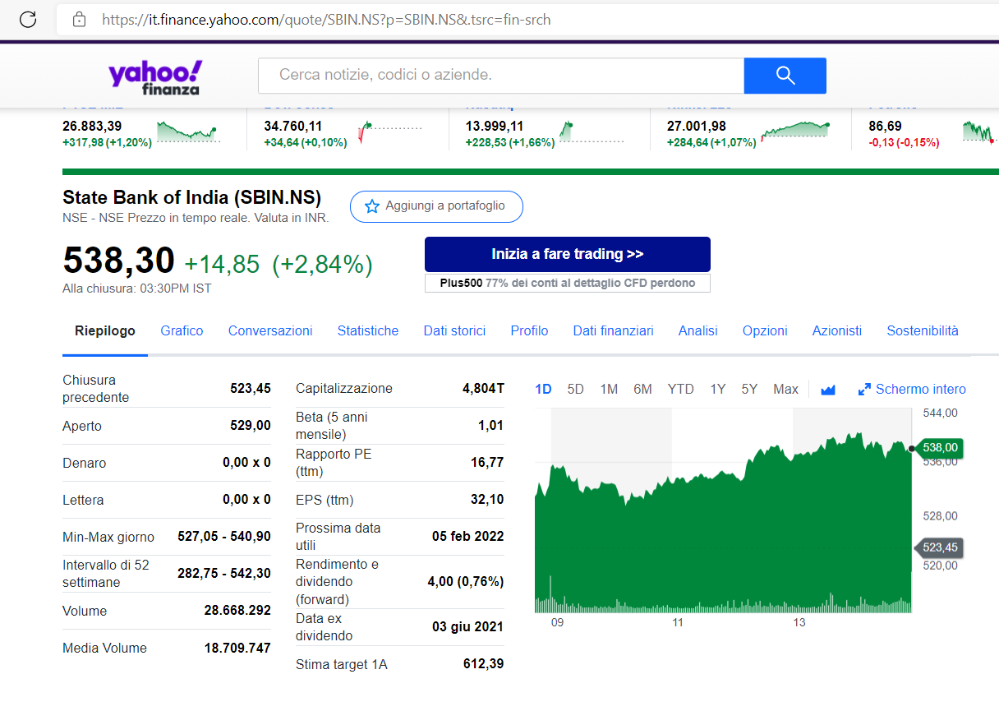 https://it.finance.yahoo.com/quote/SBIN.NS?p=SBIN.NS&.tsrc=fin-srch
yahoo!
finanza
Cerca notizie, codici o aziende.
26.883,39
+317,98 (+1,20%)
34.760,11
+34,64 (+0,10%)
13.999,11
+228,53 (+1,66%)
27.001,98
+284,64 (+1,07%)
86,69
-0,13 (-0,15%)
State Bank of India (SBIN.NS)
NSE - NSE Prezzo in tempo reale. Valuta in INR.
Aggiungi a portafoglio
538,30 +14,85 (+2,84%)
Alla chiusura: 03:30PM IST
Inizia a fare trading >>
Plus500 77% dei conti al dettaglio CFD perdono
Riepilogo Grafico Conversazioni Statistiche Dati storici Profilo Dati finanziari Analisi Opzioni Azionisti Sostenibilità
Chiusura
precedente 523,45
Aperto 529,00
Denaro 0,00 x 0
Lettera 0,00 x 0
Min-Max giorno 527,05 - 540,90
Intervallo di 52
settimane 282,75 - 542,30
Volume 28.668.292
Media Volume 18.709.747
Capitalizzazione 4,804T
Beta (5 anni
mensile) 1,01
Rapporto PE
(ttm) 16,77
EPS (ttm) 32,10
Prossima data
utili 05 feb 2022
Rendimento e
dividendo 4,00 (0,76%)
(forward)
Data ex
dividendo 03 giu 2021
Stima target 1A 612,39
1D 5D 1M 6M YTD 1Y 5Y Max Schermo intero
544,00
538,00
536,00
528,00
523,45
520,00
09 11 13